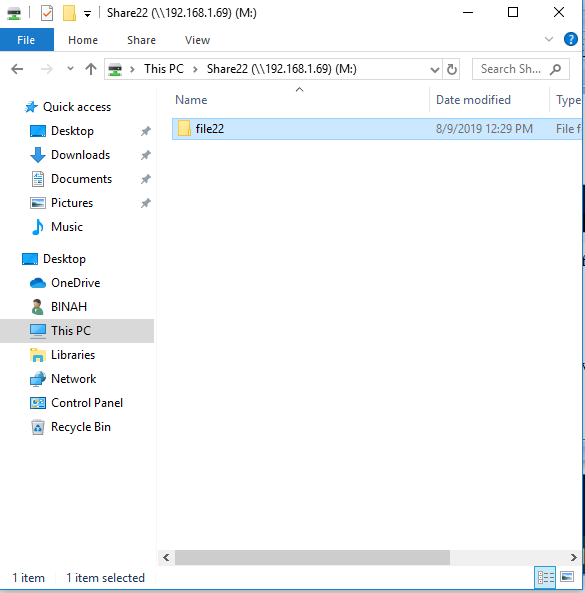 Share22 (\\192.168.1.69) (M:)
File Home Share View
This PC Share22 (\\192.168.1.69) (M:) Search Sh...
Name Date modified Type
Quick access
Desktop
Downloads
Documents
Pictures
Music
Desktop
OneDrive
BINAH
This PC
Libraries
Network
Control Panel
Recycle Bin
file22 8/9/2019 12:29 PM File f
1 item 1 item selected